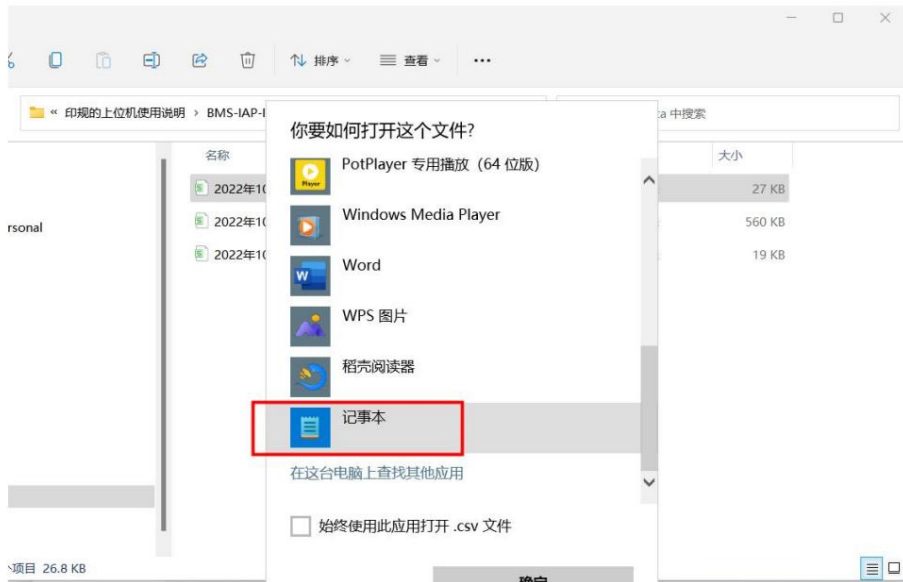 排序
查看
印规的上位机使用说明 > BMS-IAP-I
中搜索
名称
大小
2022年10
27 KB
2022年10
560 KB
2022年10
19 KB
rsonal
你要如何打开这个文件?
PotPlayer 专用播放（64 位版）
Windows Media Player
Word
WPS 图片
稻壳阅读器
记事本
在这台电脑上查找其他应用
始终使用此应用打开 .csv 文件
确定
项目 26.8 KB